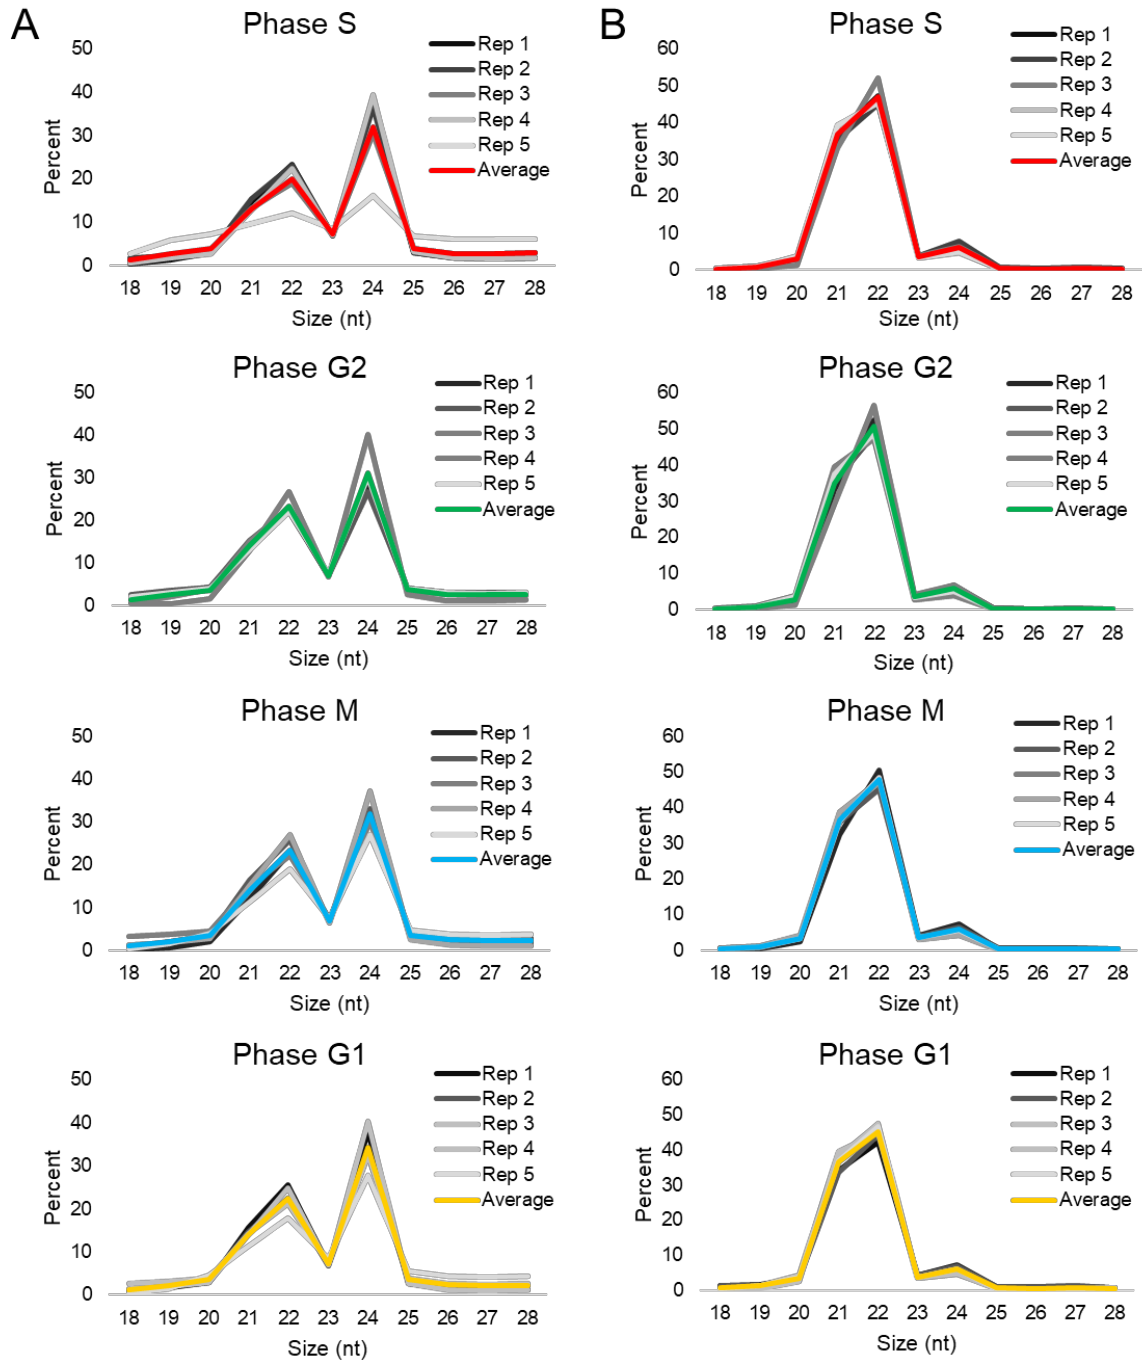 A
Phase S
50
40
30
20
10
0
Percent
18 19 20 21 22 23 24 25 26 27 28
Size (nt)
Rep 1
Rep 2
Rep 3
Rep 4
Rep 5
Average
Phase G2
50
40
30
20
10
0
Percent
18 19 20 21 22 23 24 25 26 27 28
Size (nt)
Rep 1
Rep 2
Rep 3
Rep 4
Rep 5
Average
Phase M
50
40
30
20
10
0
Percent
18 19 20 21 22 23 24 25 26 27 28
Size (nt)
Rep 1
Rep 2
Rep 3
Rep 4
Rep 5
Average
Phase G1
50
40
30
20
10
0
Percent
18 19 20 21 22 23 24 25 26 27 28
Size (nt)
Rep 1
Rep 2
Rep 3
Rep 4
Rep 5
Average
B
Phase S
60
50
40
30
20
10
0
Percent
18 19 20 21 22 23 24 25 26 27 28
Size (nt)
Rep 1
Rep 2
Rep 3
Rep 4
Rep 5
Average
Phase G2
60
50
40
30
20
10
0
Percent
18 19 20 21 22 23 24 25 26 27 28
Size (nt)
Rep 1
Rep 2
Rep 3
Rep 4
Rep 5
Average
Phase M
60
50
40
30
20
10
0
Percent
18 19 20 21 22 23 24 25 26 27 28
Size (nt)
Rep 1
Rep 2
Rep 3
Rep 4
Rep 5
Average
Phase G1
60
50
40
30
20
10
0
Percent
18 19 20 21 22 23 24 25 26 27 28
Size (nt)
Rep 1
Rep 2
Rep 3
Rep 4
Rep 5
Average